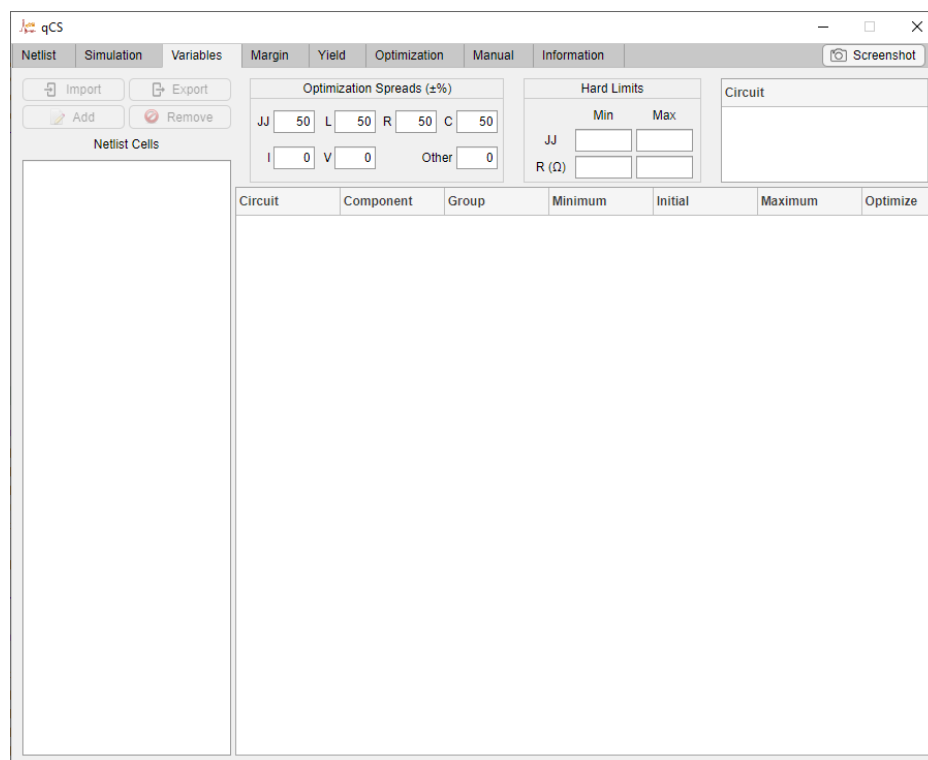 qCS
Netlist Simulation Variables Margin Yield Optimization Manual Information Screenshot
Import Export
Add Remove
Netlist Cells
Optimization Spreads (±%)
JJ 50 L 50 R 50 C 50
I 0 V 0 Other 0
Hard Limits
Min Max
JJ
R (Ω)
Circuit
Circuit Component Group Minimum Initial Maximum Optimize